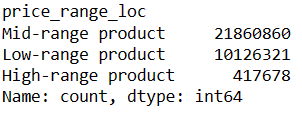 price_range_loc
Mid-range product     21860860
Low-range product     10126321
High-range product      417678
Name: count, dtype: int64